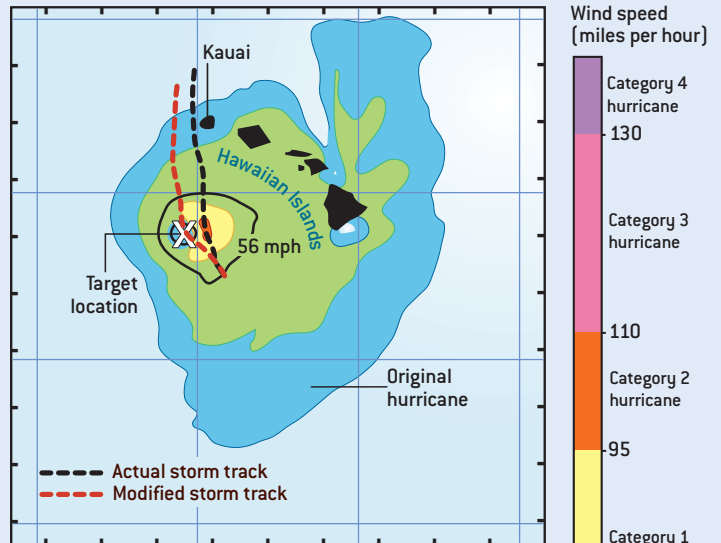 Wind speed
(miles per hour)
Kauai
Category 4
hurricane
130
Hawaiian Islands
Category 3
hurricane
56 mph
Target
location
110
Original
hurricane
Category 2
hurricane
95
Actual storm track
Modified storm track
Category 1